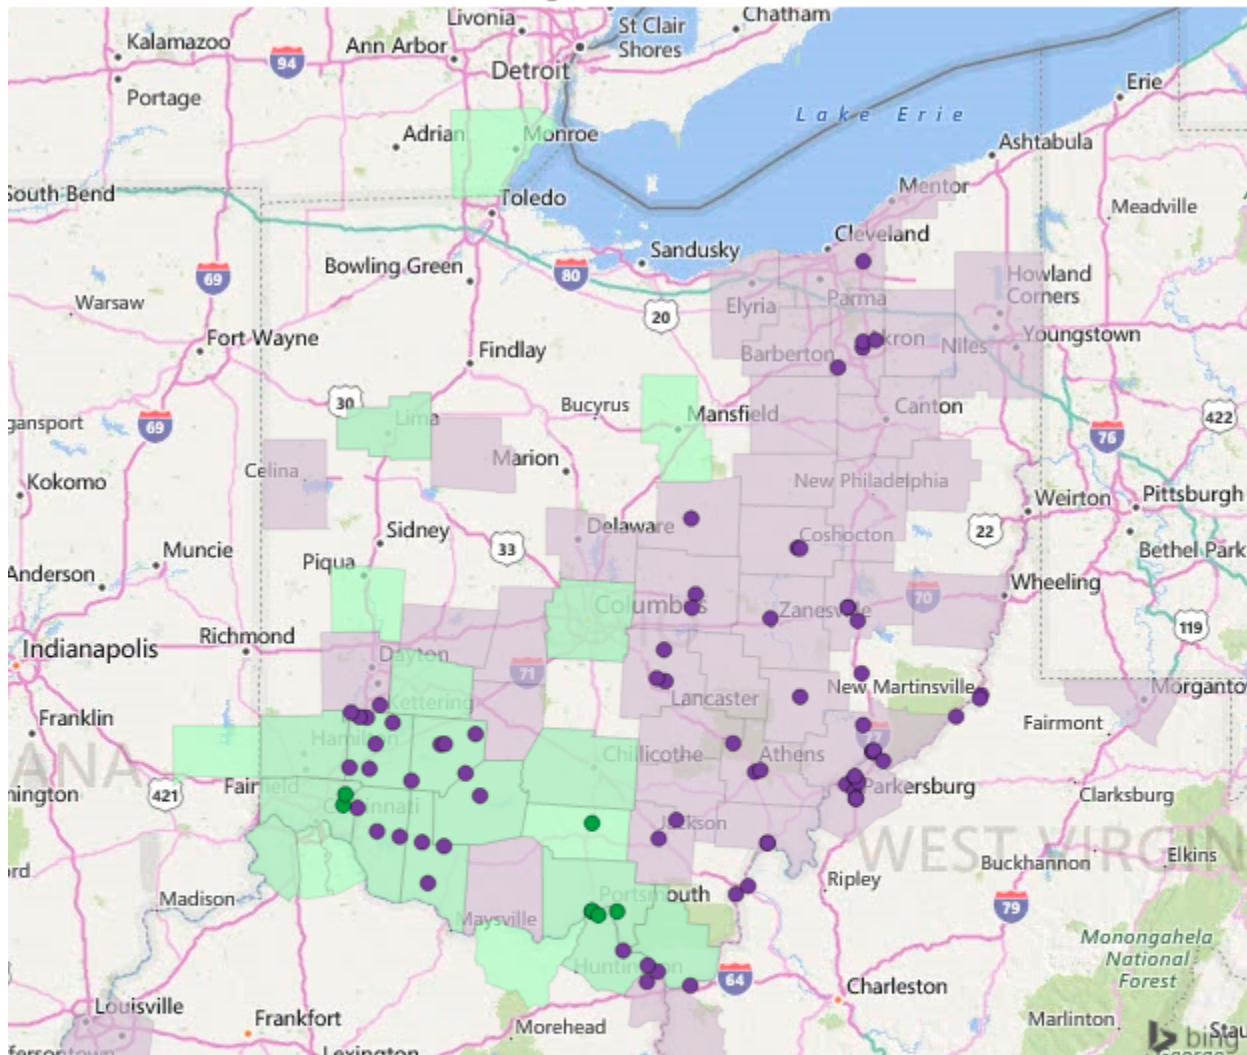 Livonia
St Clair
Shores
Chatham
Kalamazoo
94
Ann Arbor
Detroit
Portage
Erie
Lake Erie
Adrian
Monroe
Ashtabula
South Bend
Toledo
Mentor
Meadville
Cleveland
Sandusky
Bowling Green
69
80
Howland
Corners
Warsaw
Elyria
Parma
20
Fort Wayne
Findlay
Barberton
Niles
Youngstown
30
Lima
Bucyrus
Mansfield
Canton
422
69
76
Celina
Marion
New Philadelphia
Kokomo
Weirton
Pittsburgh
Sidney
Delaware
Coshocton
22
33
Muncie
Piqua
Bethel Park
Anderson
Columbus
Zanesville
70
Wheeling
119
Richmond
Indianapolis
Dayton
71
Kettering
Lancaster
New Martinsville
Franklin
Hamilton
Fairmont
77
Chillicothe
Athens
Fairfield
Cincinnati
421
Parkersburg
Clarksburg
Jackson
WEST VIRGIN
Buckhannon
Elkins
Madison
Ripley
Portsmouth
79
Maysville
Monongahela
National
Forest
Huntington
64
Charleston
Louisville
Frankfort
Morehead
Marlinton
bing
Lexington